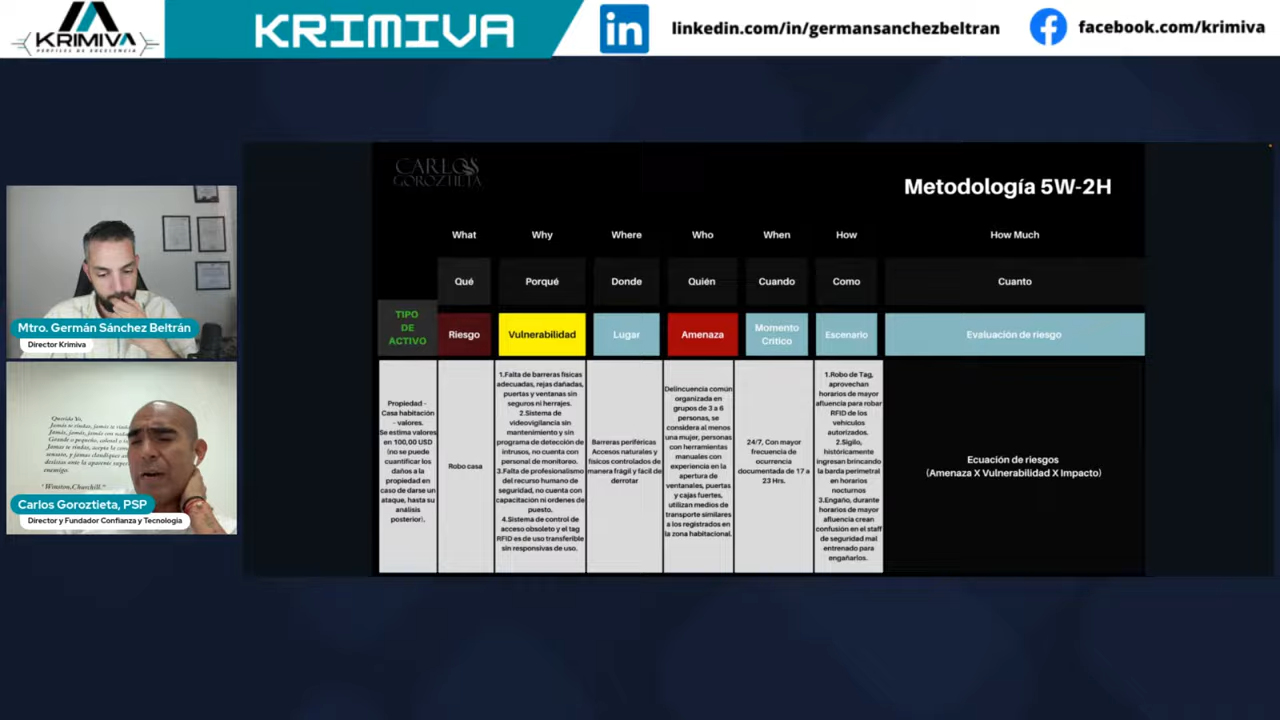 KRIMIVA
PERFILES DE EXCELENCIA
KRIMIVA
in
linkedin.com/in/germansanchezbeltran
facebook.com/krimiva
CARLOS
GOROZTIETA
Metodología 5W-2H
What
Why
Where
Who
When
How
How Much
Qué
Porqué
Donde
Quién
Cuando
Como
Cuanto
TIPO
DE
ACTIVO
Riesgo
Vulnerabilidad
Lugar
Amenaza
Momento
Crítico
Escenario
Evaluación de riesgo
Propiedad -
Casa habitación
- valores.
Se estima valores
en 100,00 USD
(no se puede
cuantificar los
daños a la
propiedad en
caso de darse un
ataque, hasta su
análisis
posterior).
Robo casa
1.Falta de barreras físicas
adecuadas, rejas dañadas,
puertas y ventanas sin
seguros ni herrajes.
2.Sistema de
videovigilancia sin
mantenimiento y sin
programa de detección de
intrusos, no cuenta con
personal de monitoreo.
3.Falta de profesionalismo
del recurso humano de
seguridad, no cuenta con
capacitación ni ordenes de
puesto.
4.Sistema de control de
acceso obsoleto y el tag
RFID es de uso transferible
sin responsivas de uso.
Barreras periféricas
Accesos naturales y
físicos controlados de
manera frágil y fácil de
derrotar
Delincuencia común
organizada en
grupos de 3 a 6
personas, se
considera al menos
una mujer, personas
con herramientas
manuales con
experiencia en la
apertura de
ventanales, puertas
y cajas fuertes,
utilizan medios de
transporte similares
a los registrados en
la zona habitacional.
24/7, Con mayor
frecuencia de
ocurrencia
documentada de 17 a
23 Hrs.
1.Robo de Tag,
aprovechan
horarios de mayor
afluencia para robar
RFID de los
vehículos
autorizados.
2.Sigilo,
históricamente
ingresan brincando
la barda perimetral
en horarios
nocturnos
3.Engaño, durante
horarios de mayor
afluencia crean
confusión en el staff
de seguridad mal
entrenado para
engañarlos.
Ecuación de riesgos
(Amenaza X Vulnerabilidad X Impacto)
Mtro. Germán Sánchez Beltrán
Director Krimiva
Querido Yo,
"Winston Churchill."
Carlos Goroztieta, PSP
Director y Fundador Confianza y Tecnología